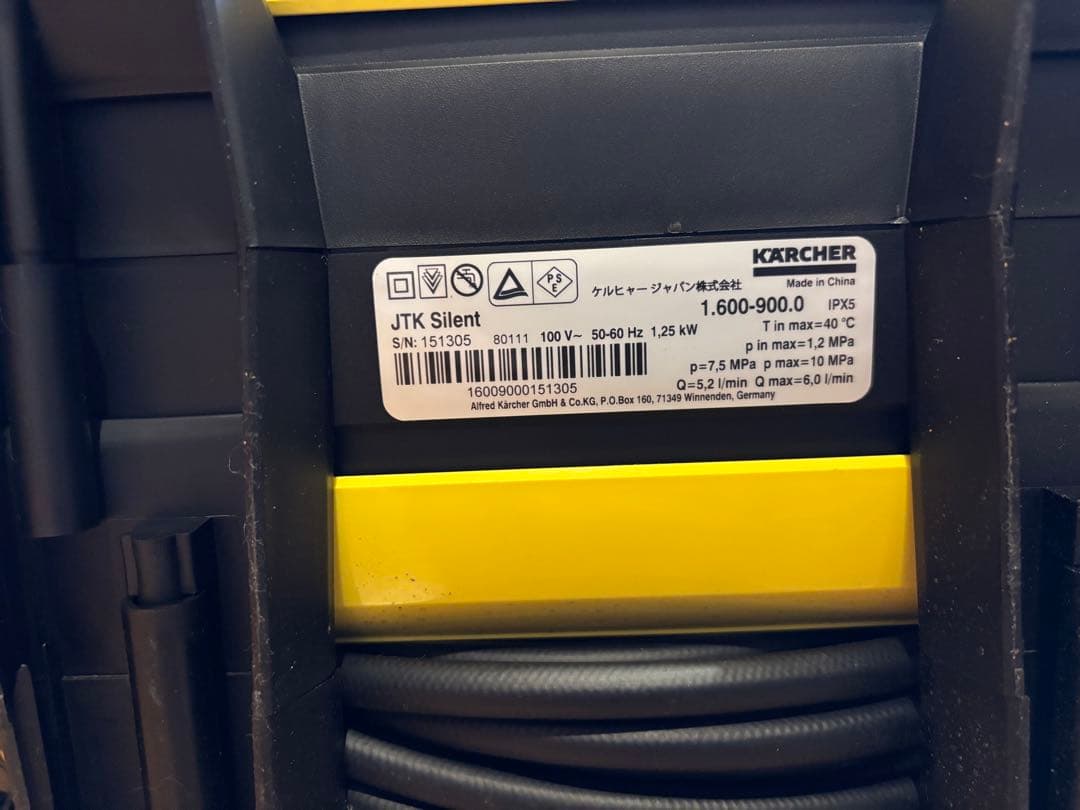 KÄRCHER
Made in China
PSE
ケルヒャー ジャパン株式会社
1.600-900.0 IPX5
JTK Silent
T in max=40 °C
S/N: 151305 80111 100 V~ 50-60 Hz 1,25 kW
p in max=1,2 MPa
p=7,5 MPa p max=10 MPa
Q=5,2 l/min Q max=6,0 l/min
16009000151305
Alfred Kärcher GmbH & Co.KG, P.O.Box 160, 71349 Winnenden, Germany